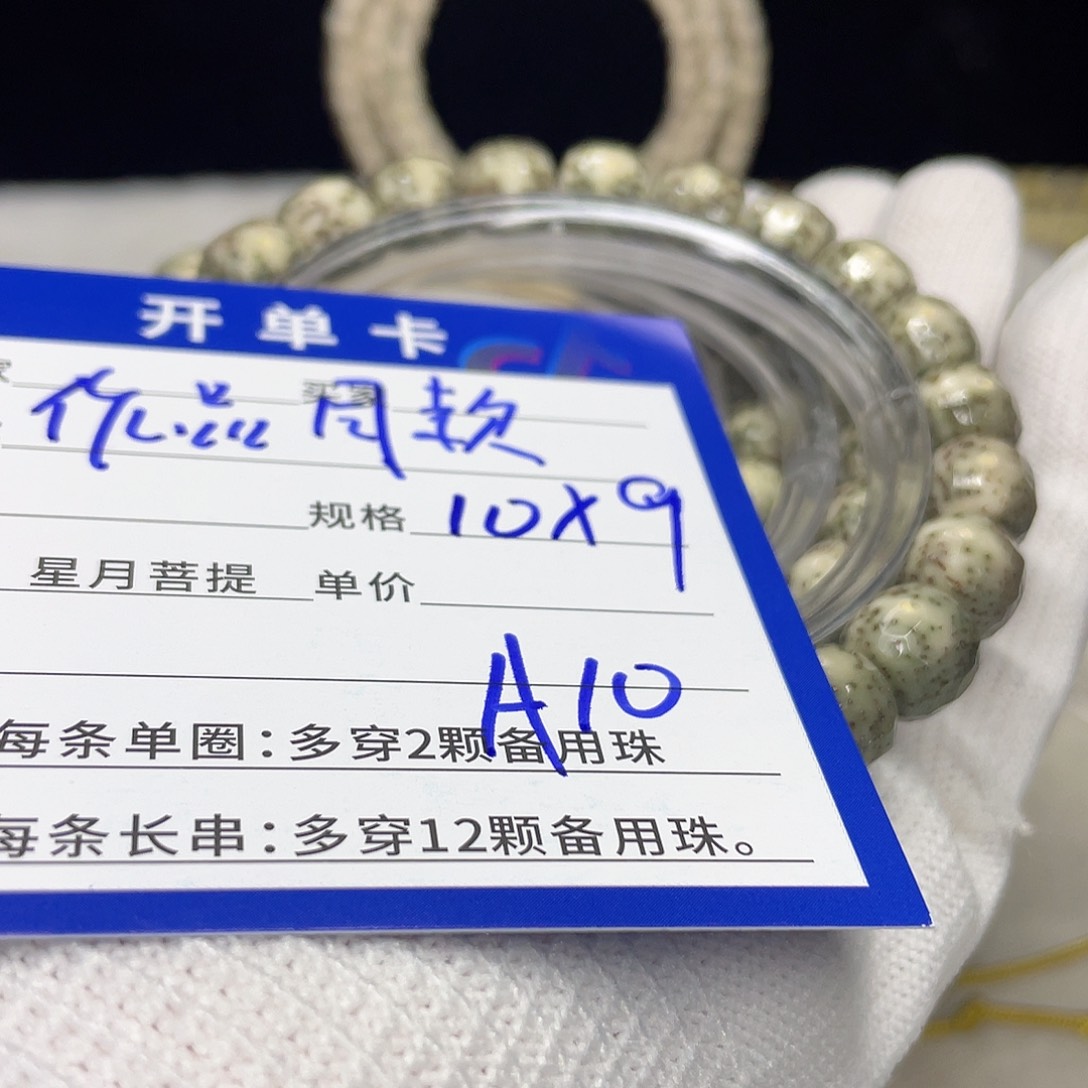 开单卡
家 买家
作品同款
规格 10X9
星月菩提 单价
A10
每条单圈:多穿2颗备用珠
每条长串:多穿12颗备用珠。